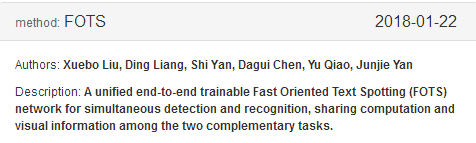 method: FOTS 2018-01-22
Authors: Xuebo Liu, Ding Liang, Shi Yan, Dagui Chen, Yu Qiao, Junjie Yan
Description: A unified end-to-end trainable Fast Oriented Text Spotting (FOTS)
network for simultaneous detection and recognition, sharing computation and
visual information among the two complementary tasks.